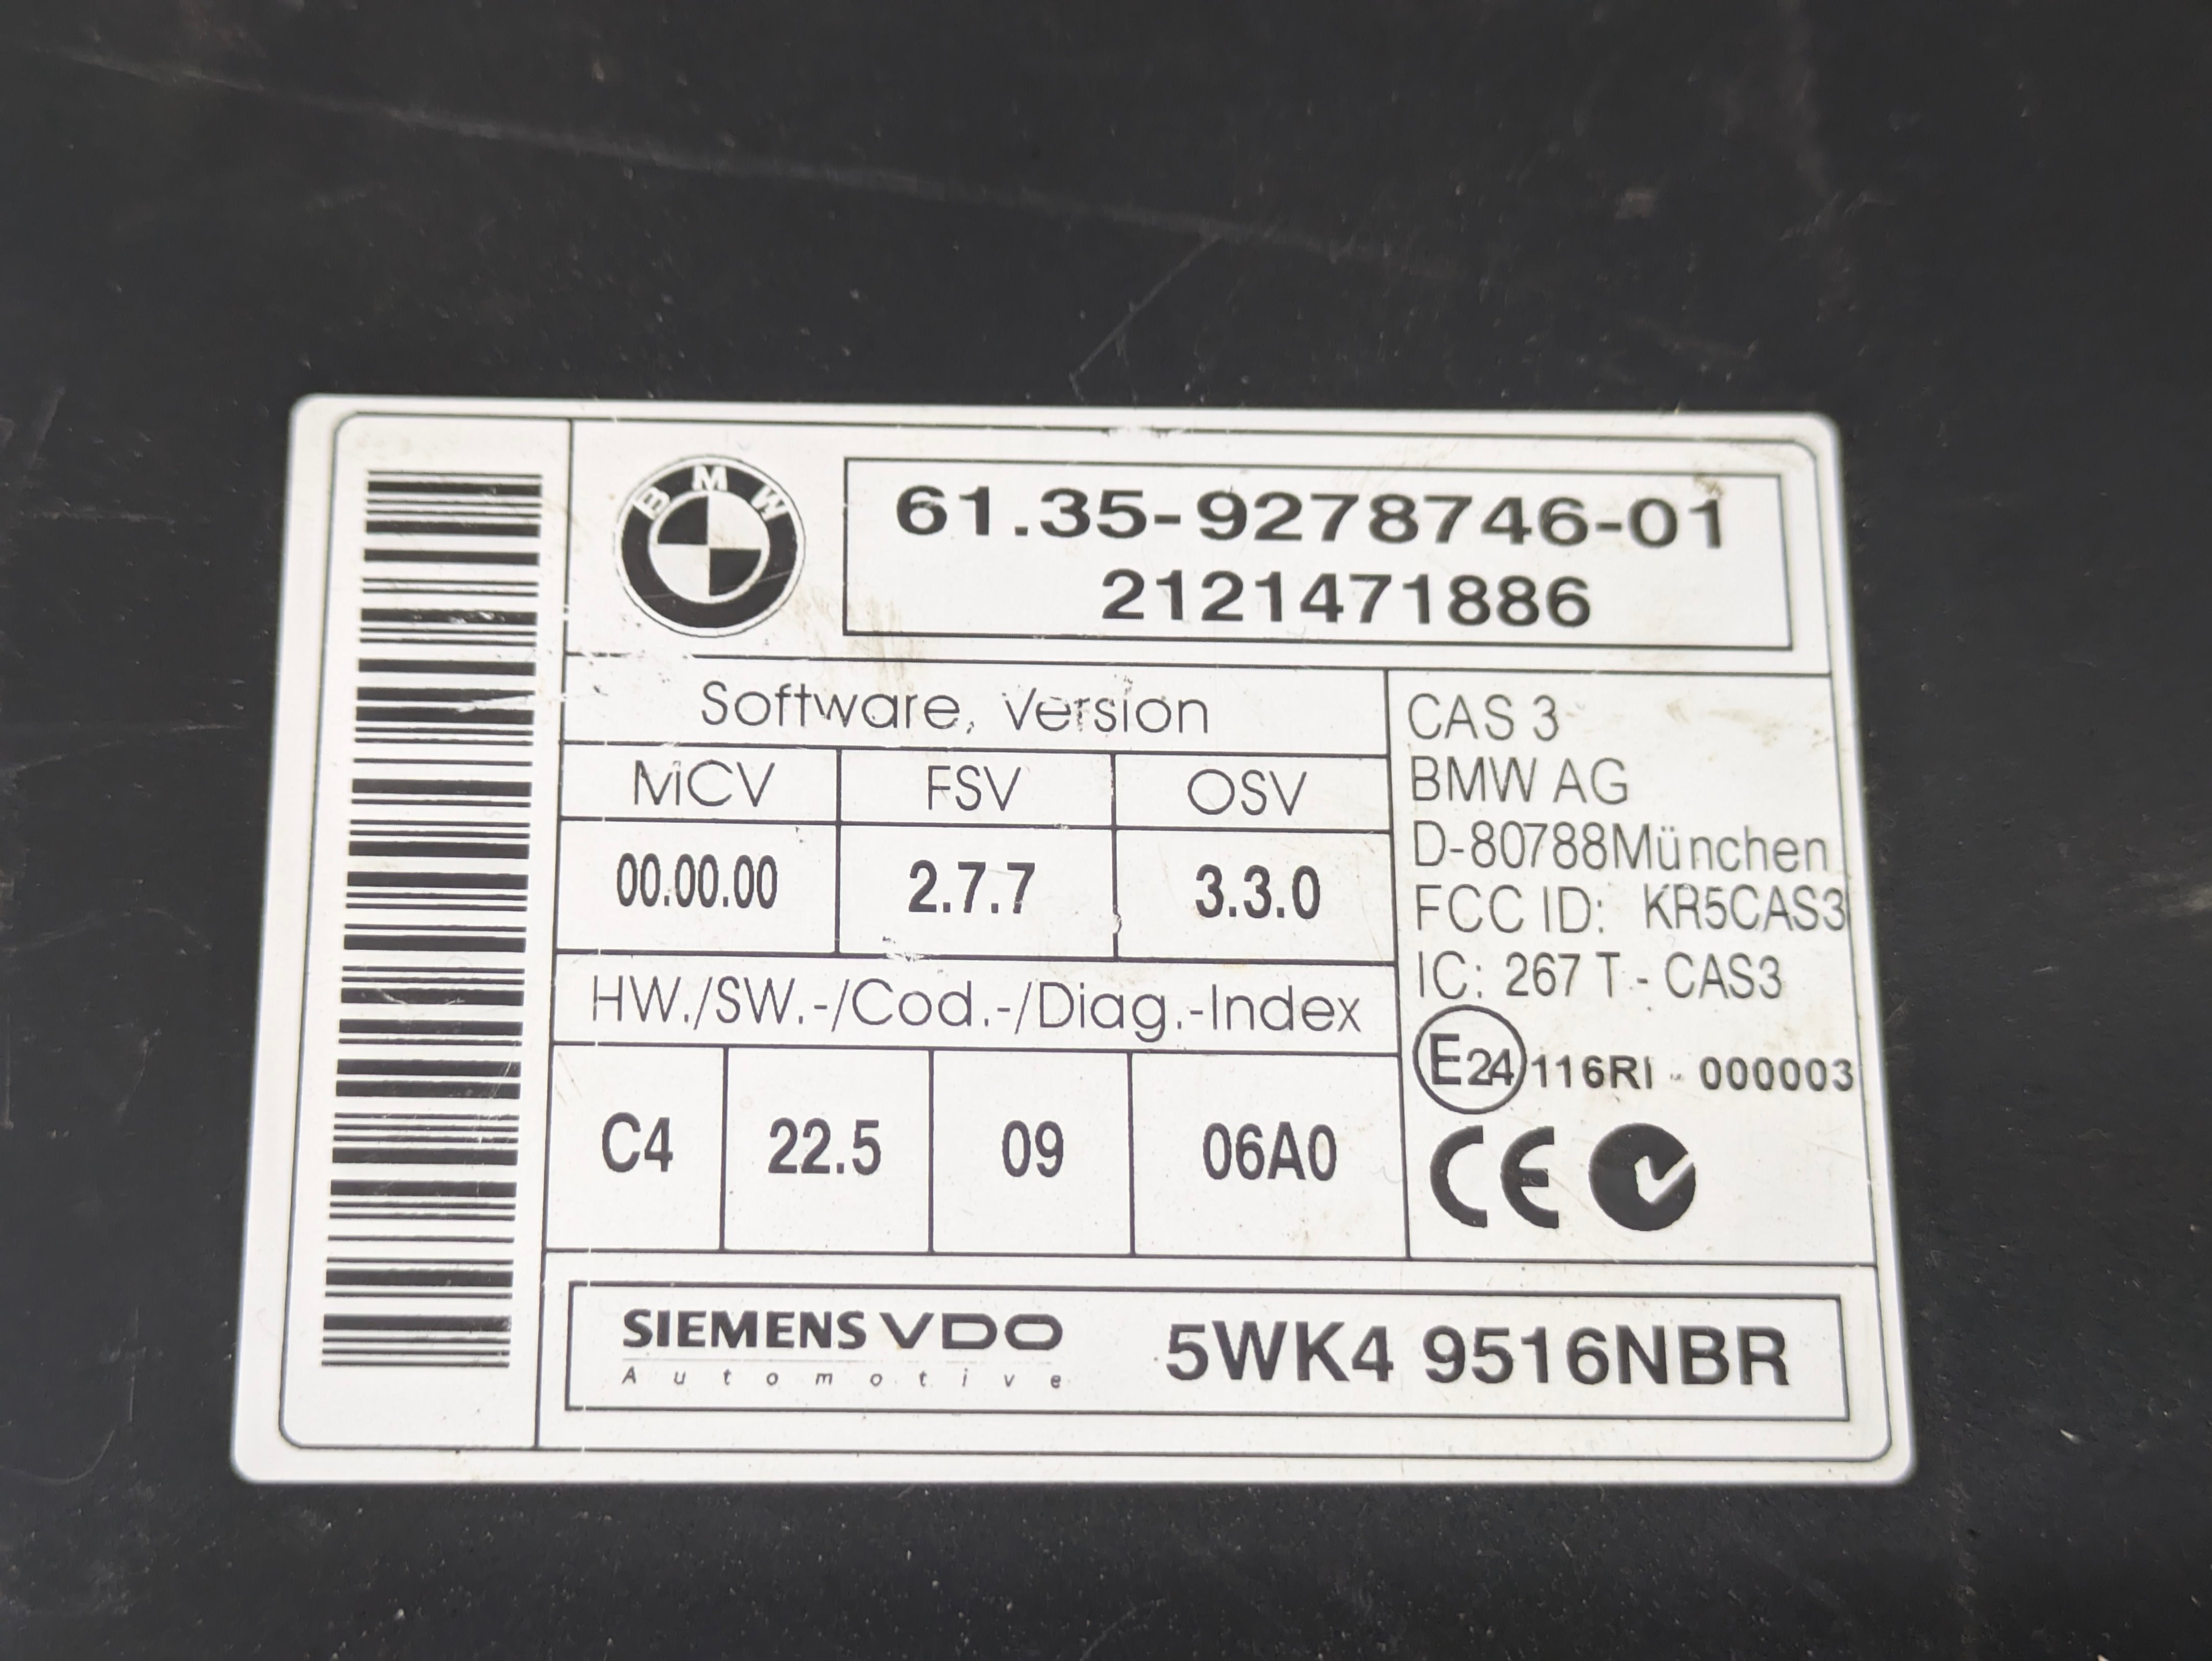 BMW
61.35-9278746-01
2121471886
Software, Version
MCV FSV OSV
00.00.00 2.7.7 3.3.0
HW./SW.-/Cod.-/Diag.-Index
C4 22.5 09 06A0
CAS 3
BMW AG
D-80788München
FCC ID: KR5CAS3
IC: 267 T - CAS3
E24 116RI - 000003
CE
SIEMENS VDO
Automotive
5WK4 9516NBR